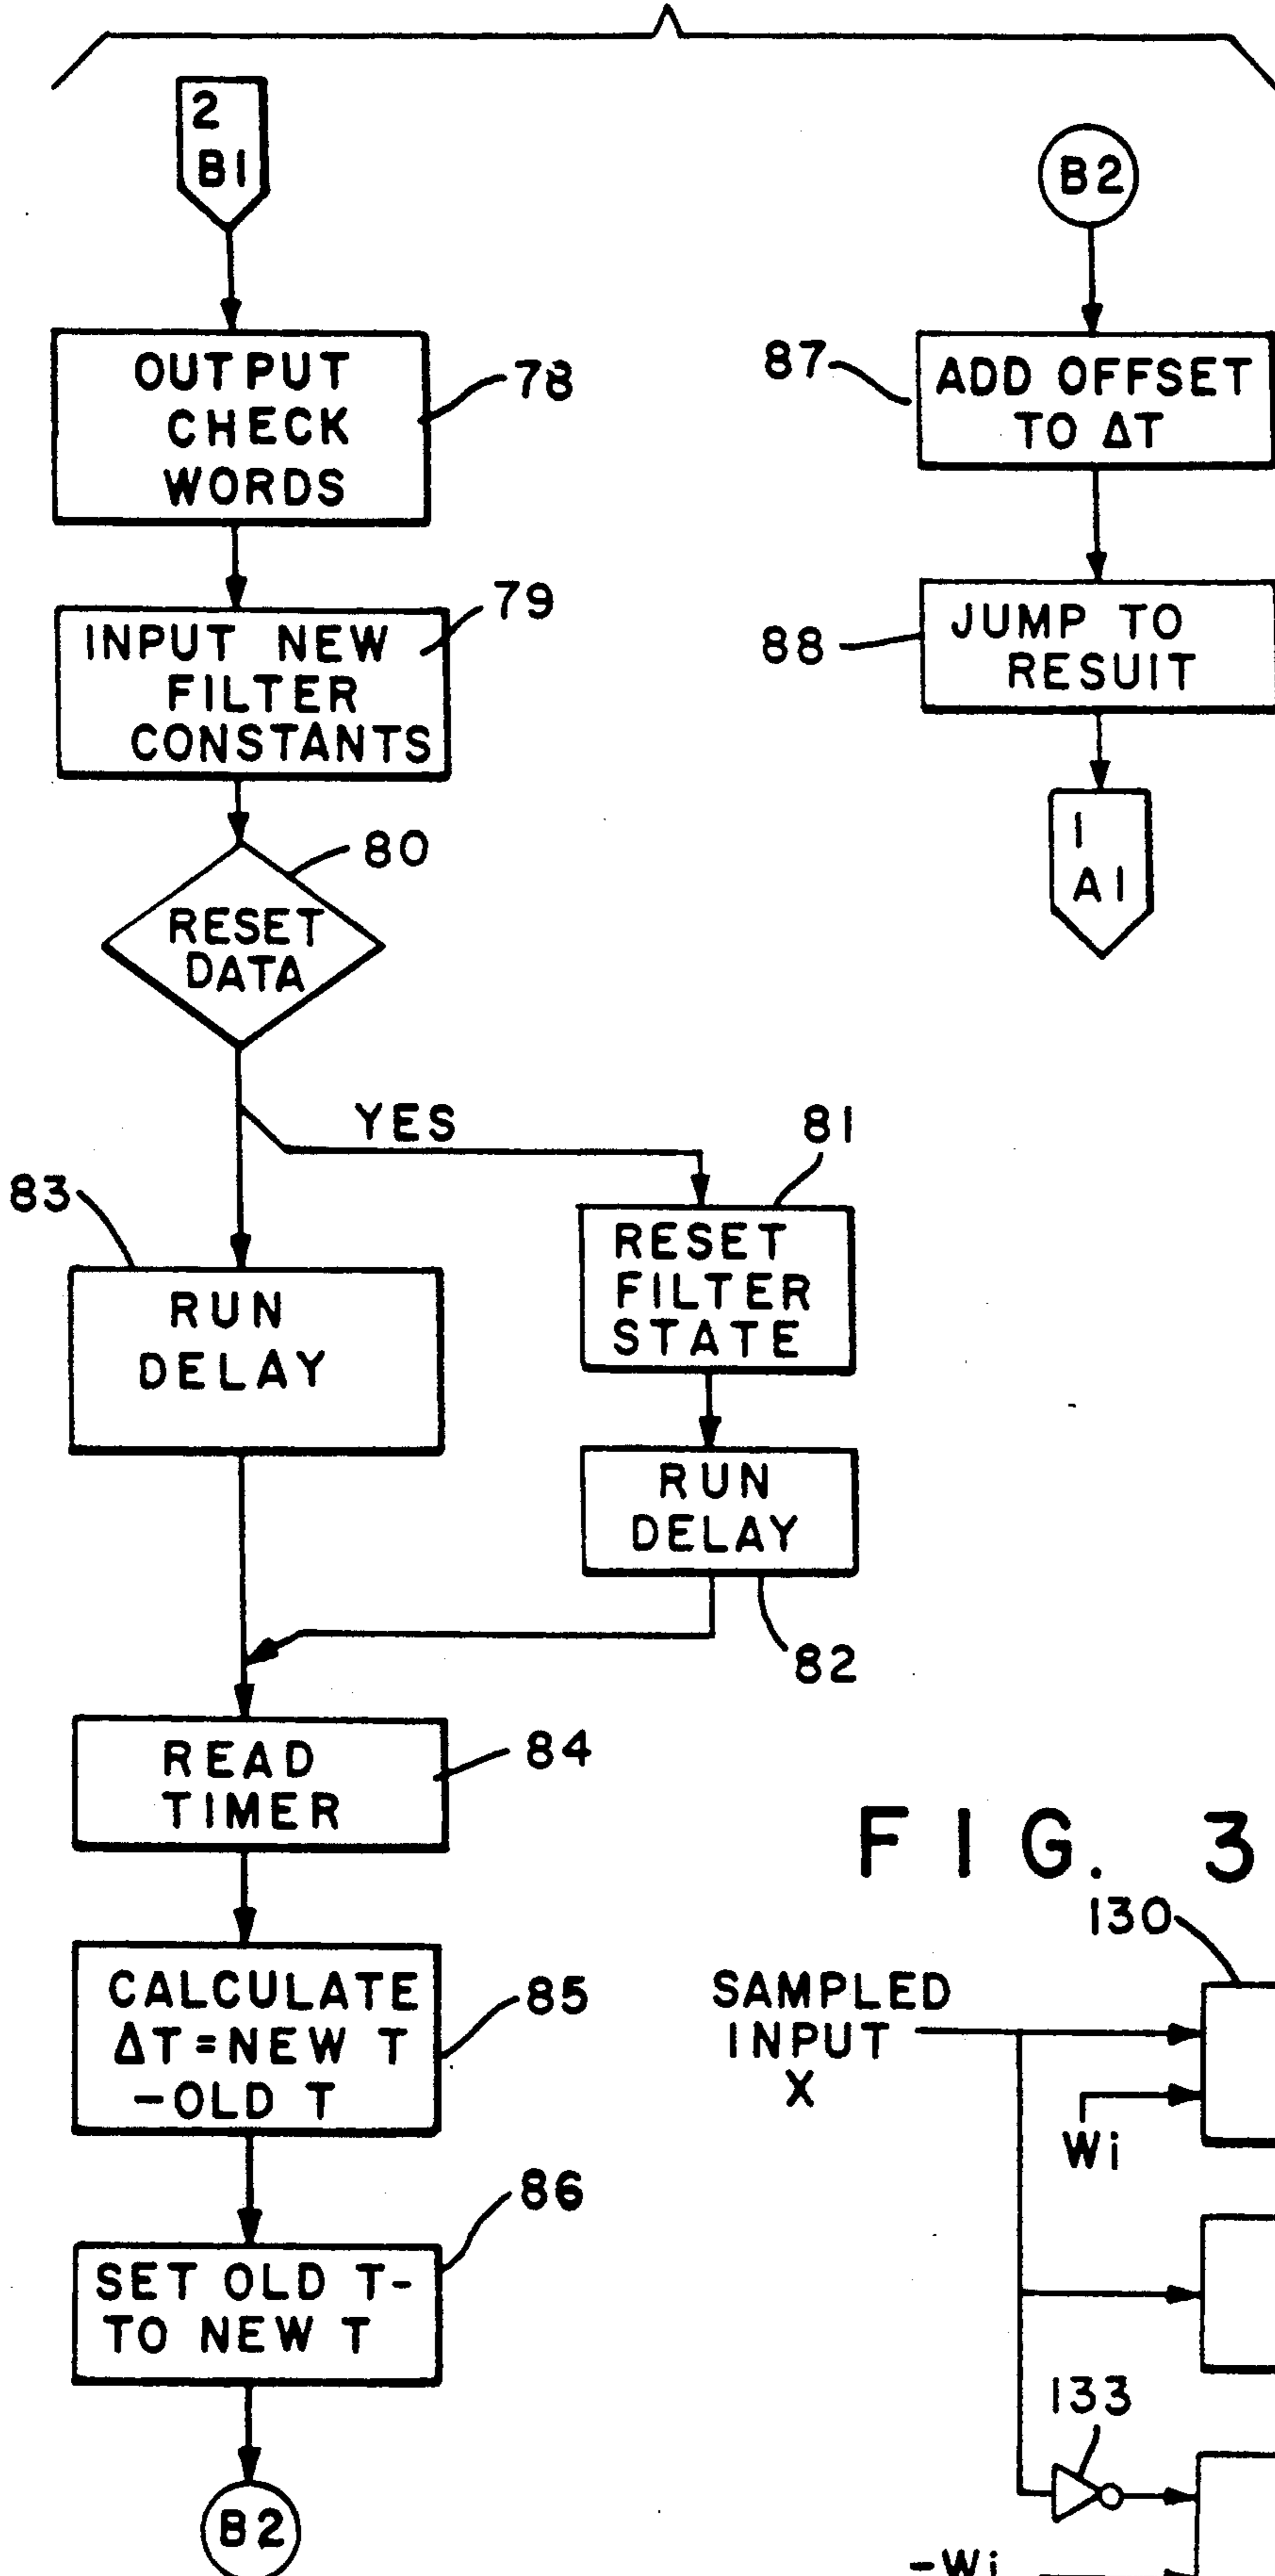 2
B1
OUTPUT
CHECK
WORDS
78
INPUT NEW
FILTER
CONSTANTS
79
RESET
DATA
80
YES
83
RUN
DELAY
81
RESET
FILTER
STATE
RUN
DELAY
82
READ
TIMER
84
CALCULATE
ΔT=NEW T
-OLD T
85
SET OLD T-
TO NEW T
86
B2
B2
87
ADD OFFSET
TO ΔT
88
JUMP TO
RESUIT
1
A1
FIG. 3
130
SAMPLED
INPUT
X
Wi
133
-Wi